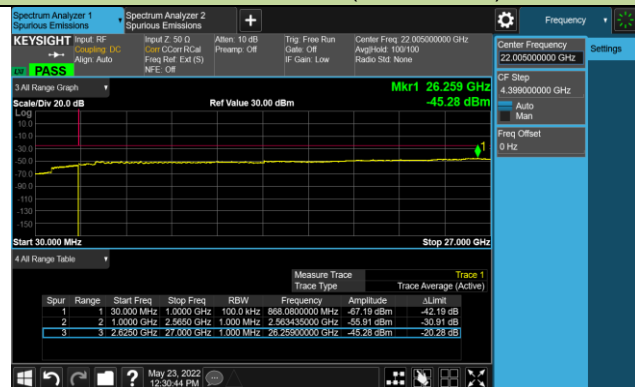 Spectrum Analyzer 1
Spurious Emissions
Spectrum Analyzer 2
Spurious Emissions
Frequency
KEYSIGHT
Input: RF
Coupling: DC
Align: Auto
Input Z: 50 Ω
Corr CCorr RCal
Freq Ref: Ext (S)
NFE: Off
Atten: 10 dB
Preamp: Off
Trig: Free Run
Gate: Off
IF Gain: Low
Center Freq: 22.005000000 GHz
Avg|Hold: 100/100
Radio Std: None
PASS
Center Frequency
22.005000000 GHz
Settings
CF Step
4.399000000 GHz
Auto
Man
Freq Offset
0 Hz
3 All Range Graph
Mkr1 26.259 GHz
Scale/Div 20.0 dB
Ref Value 30.00 dBm
-45.28 dBm
Log
10.0
-10.0
-30.0
1
-50.0
-70.0
-90.0
-110
-130
-150
Start 30.000 MHz
Stop 27.000 GHz
4 All Range Table
Measure Trace Trace 1
Trace Type Trace Average (Active)
Spur Range Start Freq Stop Freq RBW Frequency Amplitude ΔLimit
1 1 30.000 MHz 1.0000 GHz 100.0 kHz 868.0800000 MHz -67.19 dBm -42.19 dB
2 2 1.0000 GHz 2.5650 GHz 1.000 MHz 2.563435000 GHz -55.91 dBm -30.91 dB
3 3 2.6250 GHz 27.000 GHz 1.000 MHz 26.25900000 GHz -45.28 dBm -20.28 dB
May 23, 2022
12:30:44 PM